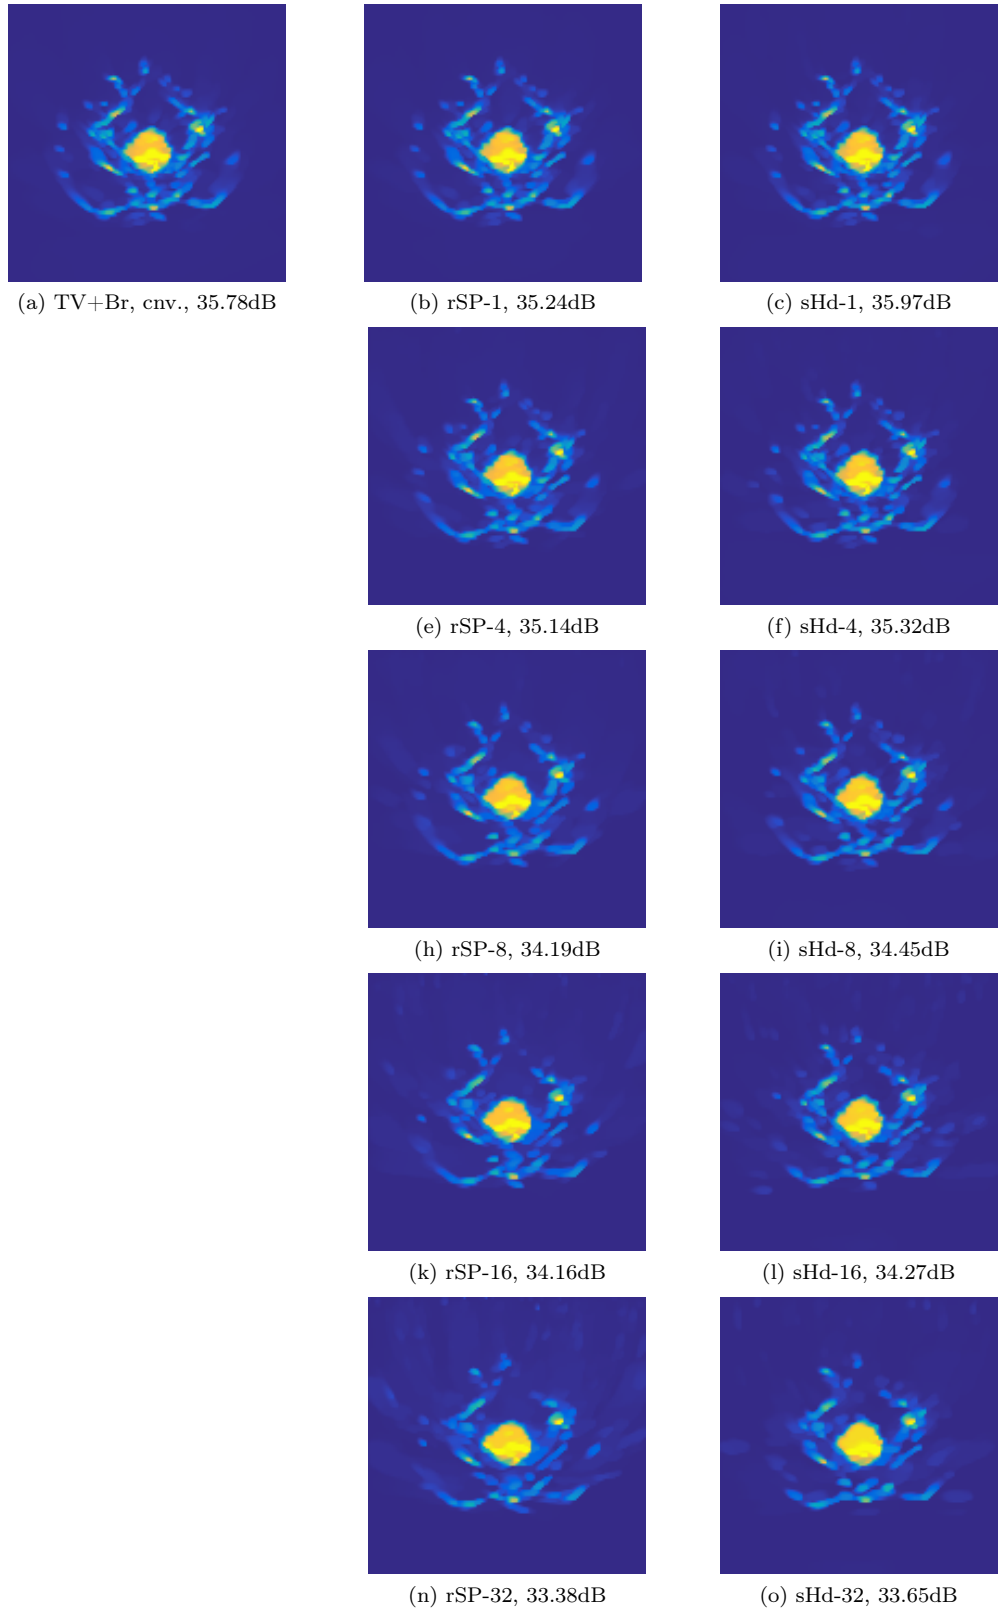 (a) TV+Br, cnv., 35.78dB
(b) rSP-1, 35.24dB
(c) sHd-1, 35.97dB
(e) rSP-4, 35.14dB
(f) sHd-4, 35.32dB
(h) rSP-8, 34.19dB
(i) sHd-8, 34.45dB
(k) rSP-16, 34.16dB
(l) sHd-16, 34.27dB
(n) rSP-32, 33.38dB
(o) sHd-32, 33.65dB